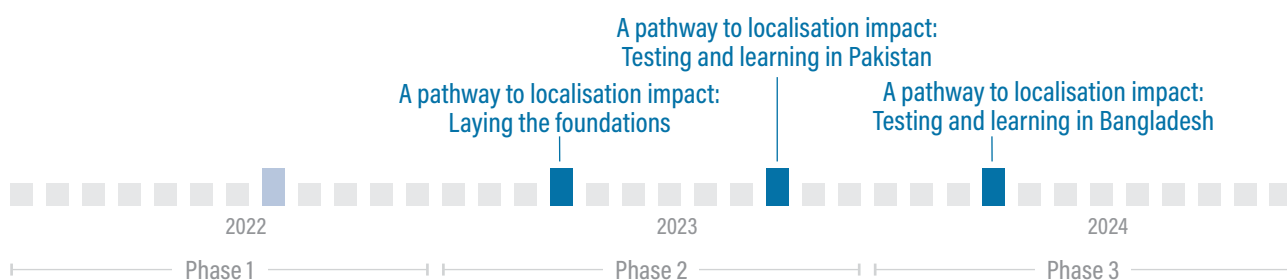 A pathway to localisation impact:
Testing and learning in Pakistan
A pathway to localisation impact:
Laying the foundations
A pathway to localisation impact:
Testing and learning in Bangladesh
2022
2023
2024
Phase 1
Phase 2
Phase 3